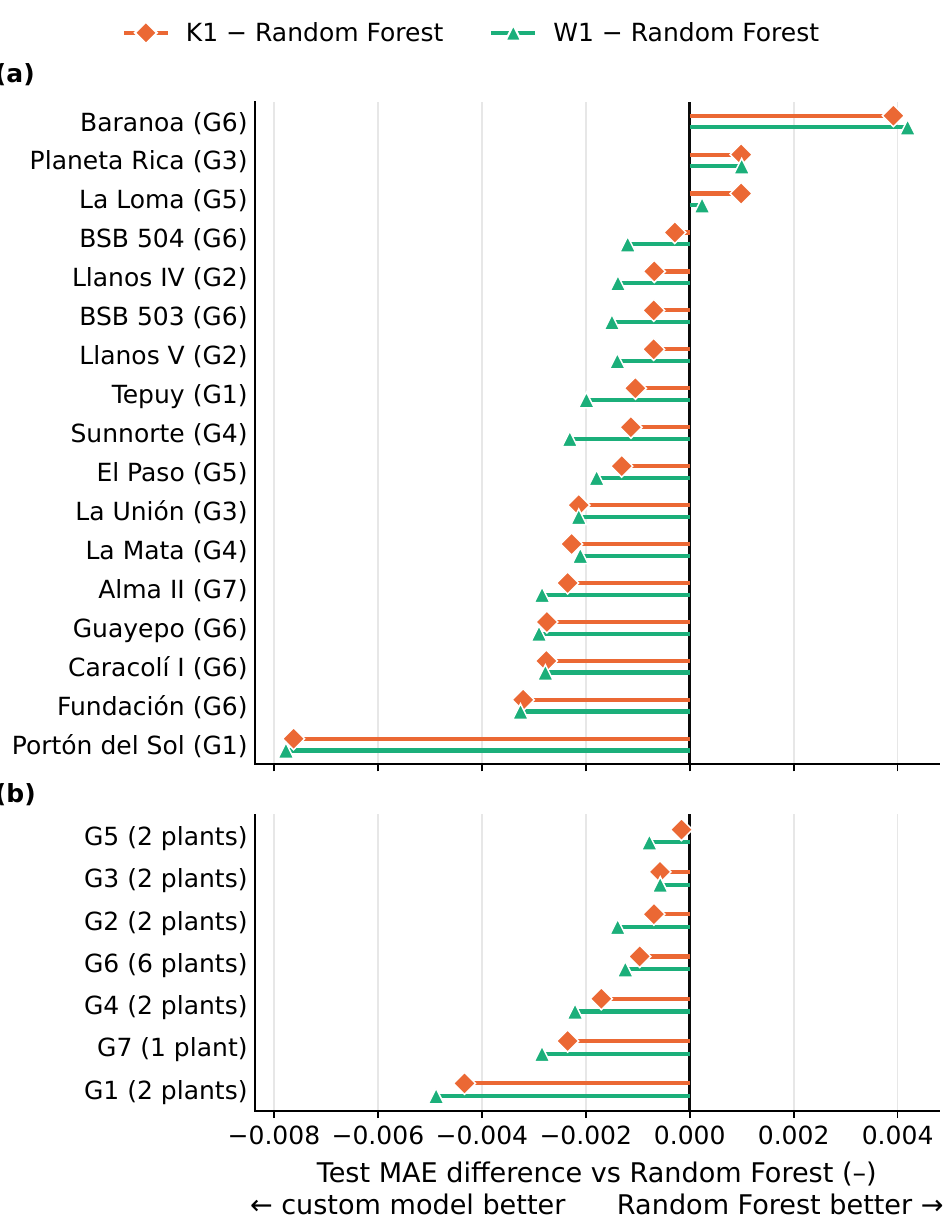 K1 − Random Forest W1 − Random Forest
(a)
Baranoa (G6)
Planeta Rica (G3)
La Loma (G5)
BSB 504 (G6)
Llanos IV (G2)
BSB 503 (G6)
Llanos V (G2)
Tepuy (G1)
Sunnorte (G4)
El Paso (G5)
La Unión (G3)
La Mata (G4)
Alma II (G7)
Guayepo (G6)
Caracolí I (G6)
Fundación (G6)
Portón del Sol (G1)
(b)
G5 (2 plants)
G3 (2 plants)
G2 (2 plants)
G6 (6 plants)
G4 (2 plants)
G7 (1 plant)
G1 (2 plants)
−0.008 −0.006 −0.004 −0.002 0.000 0.002 0.004
Test MAE difference vs Random Forest (–)
← custom model better Random Forest better →